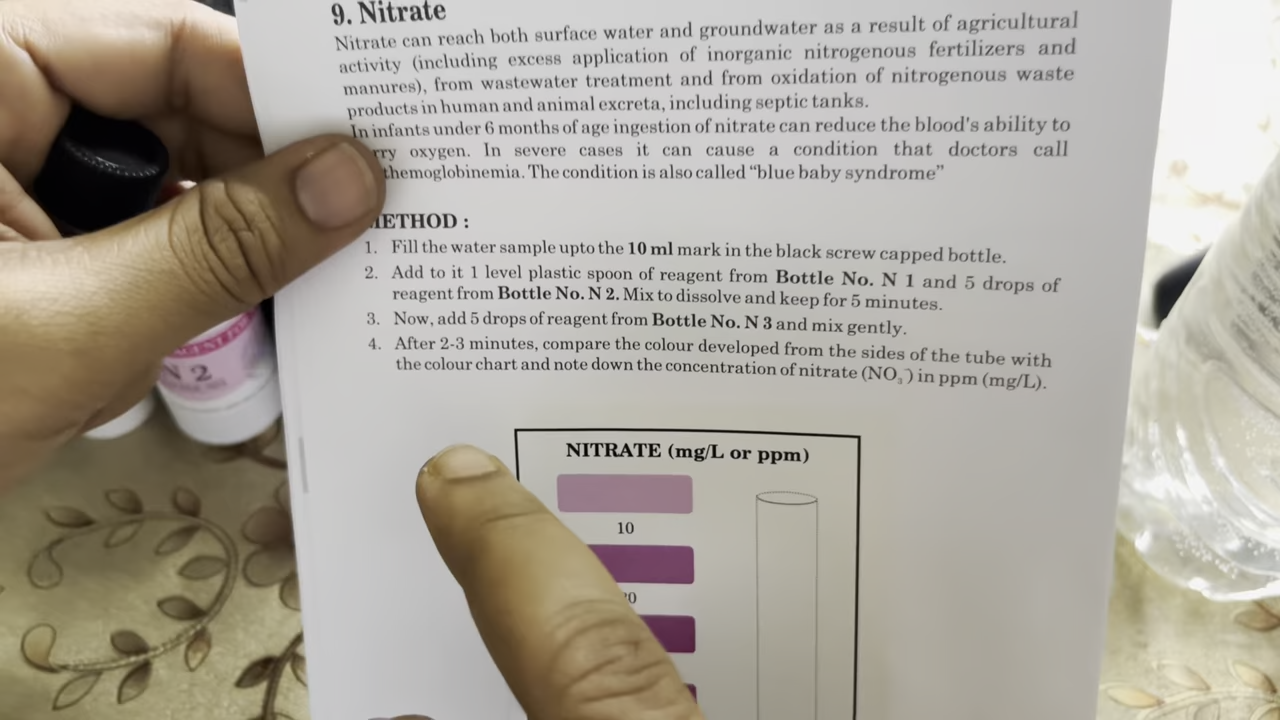 9. Nitrate
Nitrate can reach both surface water and groundwater as a result of agricultural
activity (including excess application of inorganic nitrogenous fertilizers and
manures), from wastewater treatment and from oxidation of nitrogenous waste
products in human and animal excreta, including septic tanks.
In infants under 6 months of age ingestion of nitrate can reduce the blood's ability to
oxygen. In severe cases it can cause a condition that doctors call
The condition is also called “blue baby syndrome”
METHOD :
1. Fill the water sample upto the 10 ml mark in the black screw capped bottle.
2. Add to it 1 level plastic spoon of reagent from Bottle No. N 1 and 5 drops of
reagent from Bottle No. N 2. Mix to dissolve and keep for 5 minutes.
3. Now, add 5 drops of reagent from Bottle No. N 3 and mix gently.
4. After 2-3 minutes, compare the colour developed from the sides of the tube with
the colour chart and note down the concentration of nitrate (NO₃⁻) in ppm (mg/L).
NITRATE (mg/L or ppm)
10
N 2